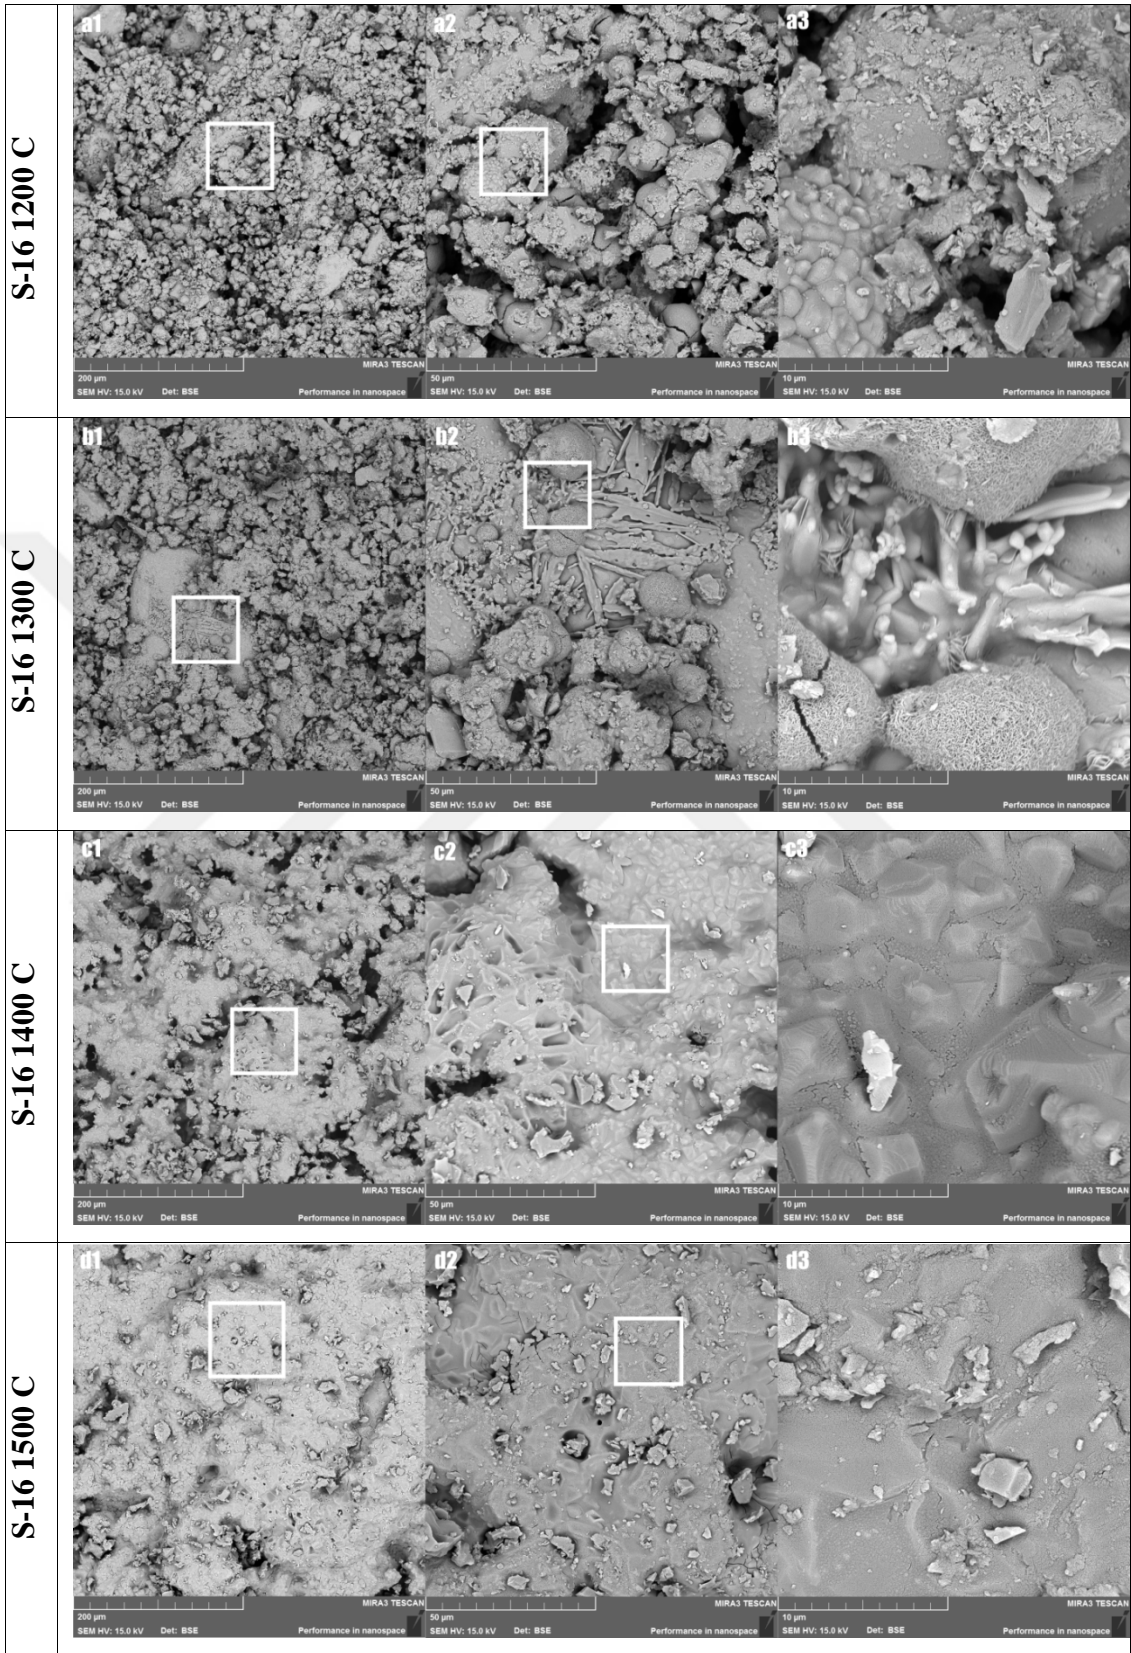 S-16 1200 C
a1
a2
a3
200 µm
MIRA3 TESCAN
SEM HV: 15.0 kV Det: BSE
Performance in nanospace
50 µm
MIRA3 TESCAN
SEM HV: 15.0 kV Det: BSE
Performance in nanospace
10 µm
MIRA3 TESCAN
SEM HV: 15.0 kV Det: BSE
Performance in nanospace
S-16 1300 C
b1
b2
b3
200 µm
MIRA3 TESCAN
SEM HV: 15.0 kV Det: BSE
Performance in nanospace
50 µm
MIRA3 TESCAN
SEM HV: 15.0 kV Det: BSE
Performance in nanospace
10 µm
MIRA3 TESCAN
SEM HV: 15.0 kV Det: BSE
Performance in nanospace
S-16 1400 C
c1
c2
c3
200 µm
MIRA3 TESCAN
SEM HV: 15.0 kV Det: BSE
Performance in nanospace
50 µm
MIRA3 TESCAN
SEM HV: 15.0 kV Det: BSE
Performance in nanospace
10 µm
MIRA3 TESCAN
SEM HV: 15.0 kV Det: BSE
Performance in nanospace
S-16 1500 C
d1
d2
d3
200 µm
MIRA3 TESCAN
SEM HV: 15.0 kV Det: BSE
Performance in nanospace
50 µm
MIRA3 TESCAN
SEM HV: 15.0 kV Det: BSE
Performance in nanospace
10 µm
MIRA3 TESCAN
SEM HV: 15.0 kV Det: BSE
Performance in nanospace